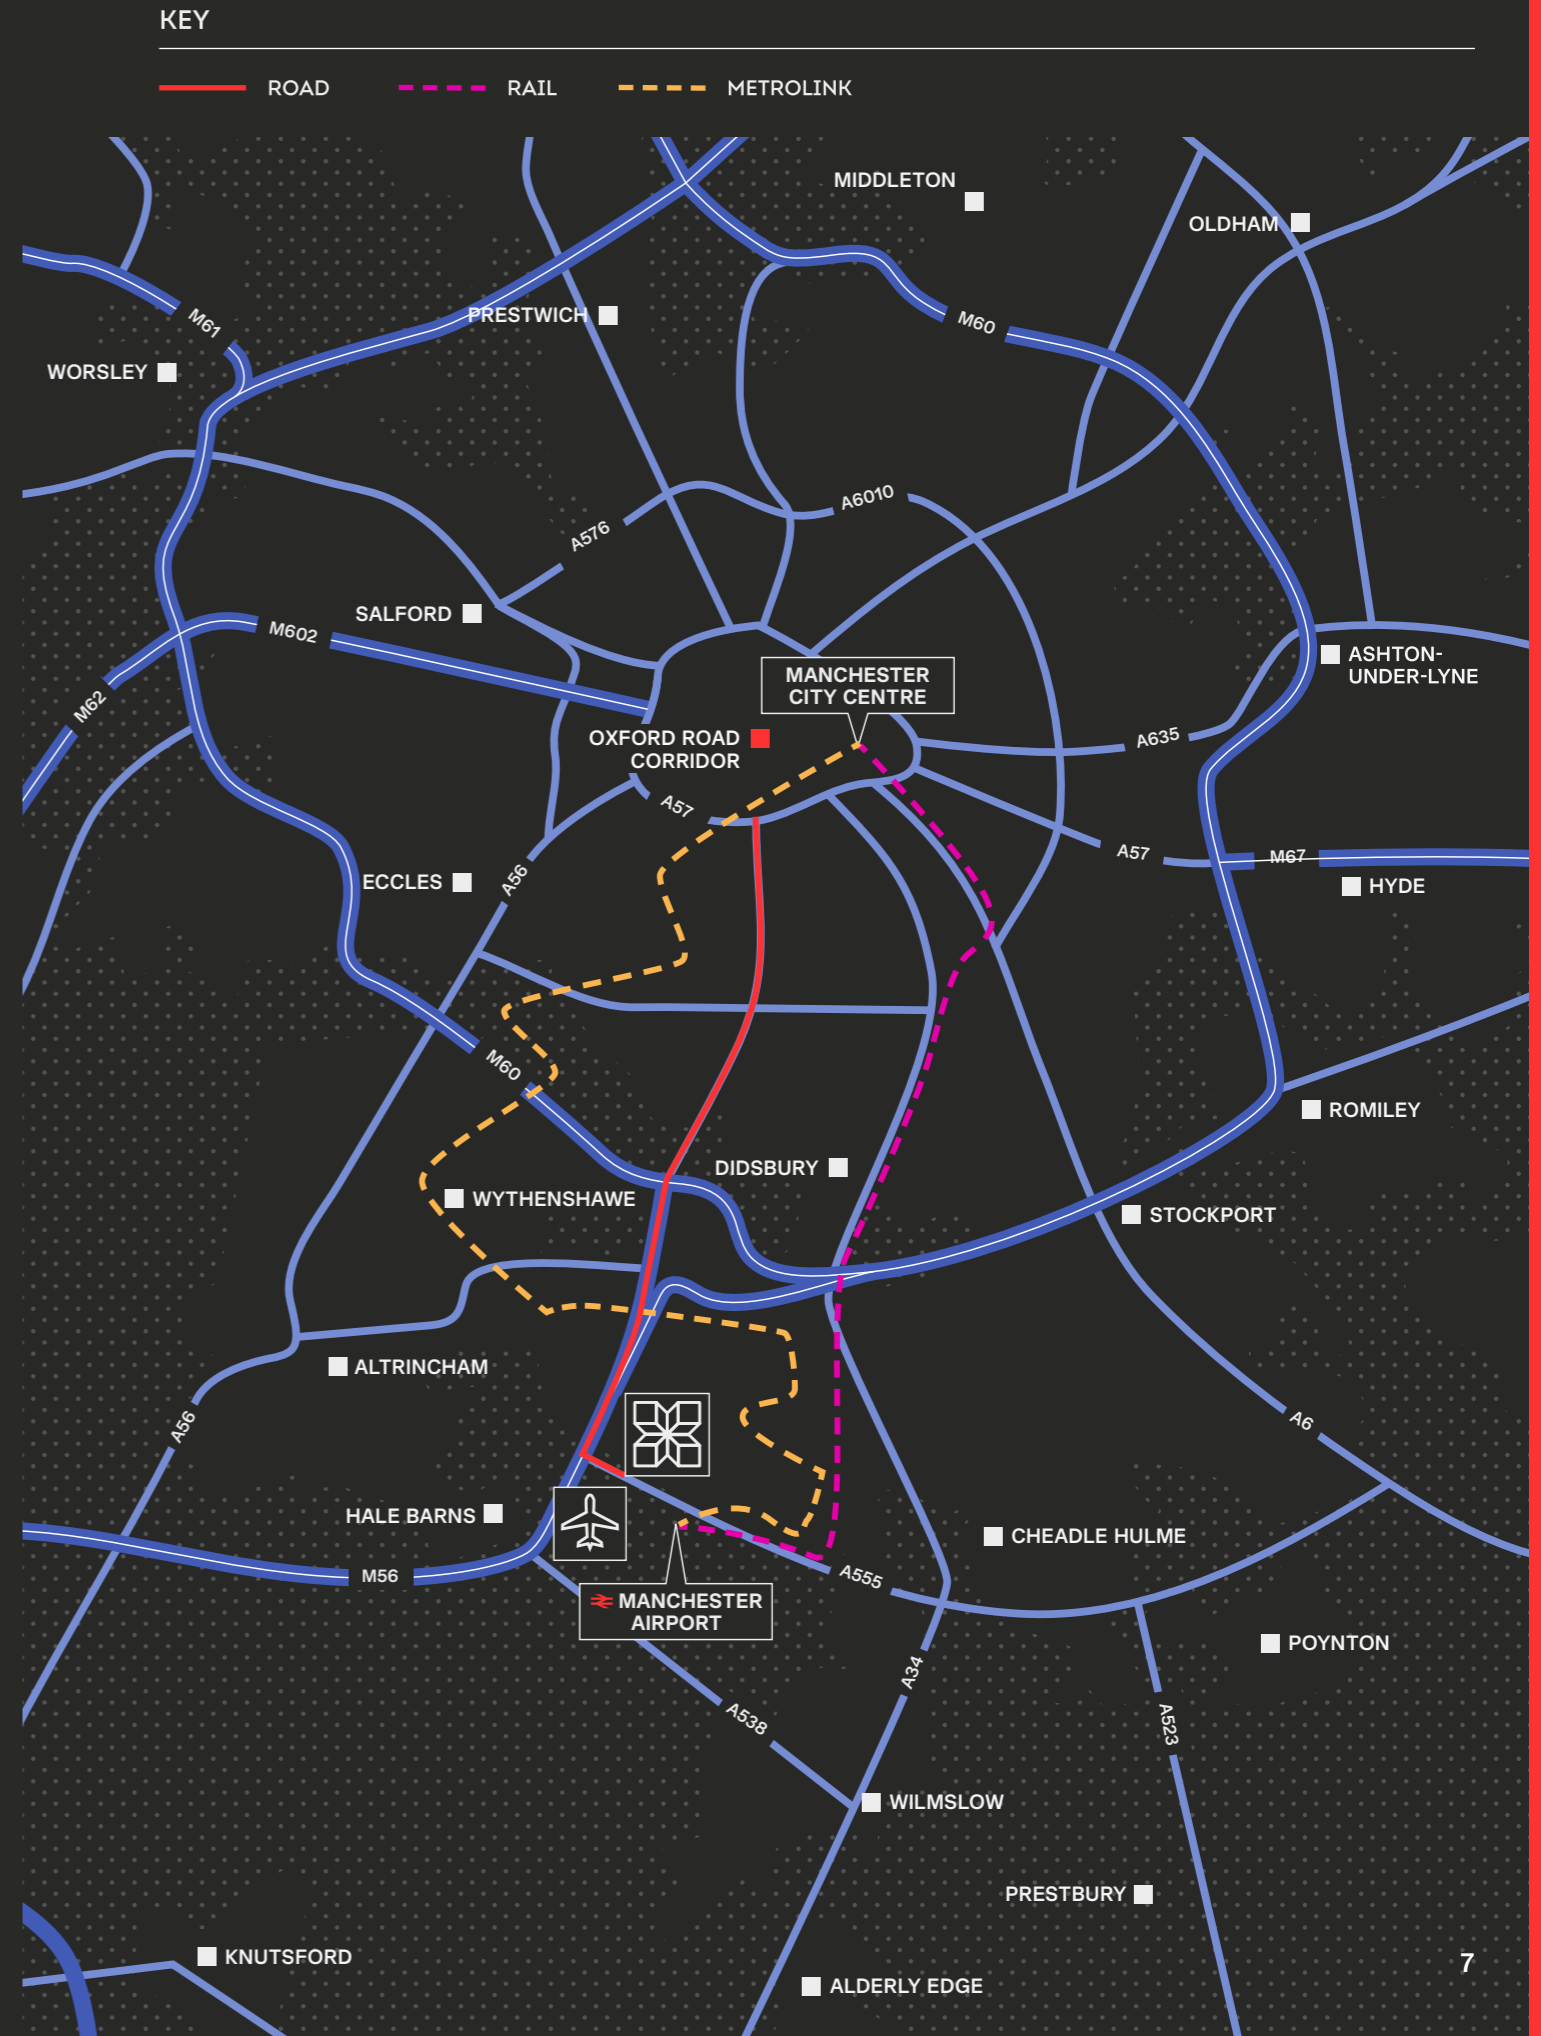 KEY
ROAD
RAIL
METROLINK
MIDDLETON
OLDHAM
M61
PRESTWICH
M60
WORSLEY
A6010
A576
SALFORD
M602
ASHTON-
UNDER-LYNE
MANCHESTER
CITY CENTRE
M62
OXFORD ROAD
CORRIDOR
A635
A57
A57
M67
ECCLES
A56
HYDE
M60
ROMILEY
DIDSBURY
WYTHENSHAWE
STOCKPORT
ALTRINCHAM
A56
A6
HALE BARNS
CHEADLE HULME
M56
A555
MANCHESTER
AIRPORT
POYNTON
A34
A538
A523
WILMSLOW
PRESTBURY
KNUTSFORD
7
ALDERLY EDGE